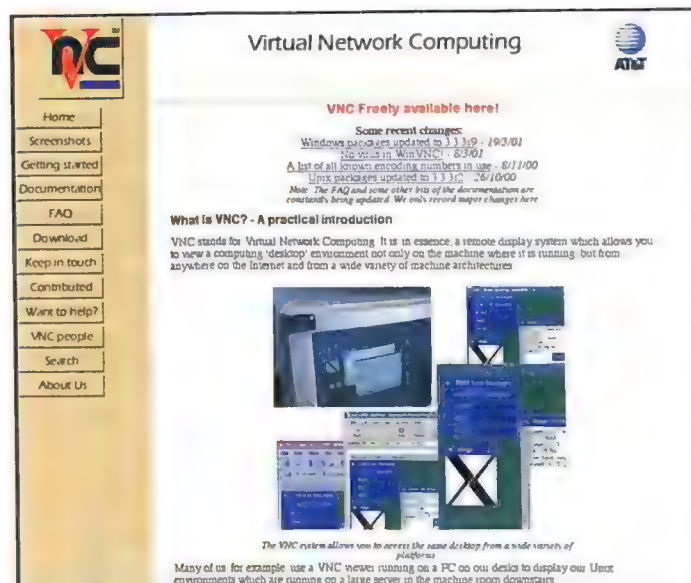 VNC
Virtual Network Computing
AT&T
Home
Screenshots
Getting started
Documentation
FAQ
Download
Keep in touch
Contributed
Want to help?
VNC people
Search
About Us
VNC Freely available here!
Some recent changes:
Windows packages updated to 3.3.3r9 - 19/3/01
No virus in WinVNC! - 8/3/01
A list of all known encoding numbers in use - 8/11/00
Unix packages updated to 3.3.3r2 - 26/10/00
Note: The FAQ and some other bits of the documentation are
constantly being updated. We only record major changes here
What is VNC? - A practical introduction
VNC stands for Virtual Network Computing. It is, in essence, a remote display system which allows you
to view a computing 'desktop' environment not only on the machine where it is running, but from
anywhere on the Internet and from a wide variety of machine architectures
The VNC system allows you to access the same desktop from a wide variety of
platforms
Many of us, for example, use a VNC viewer running on a PC on our desks to display our Unix
environments which are running on a large server in the machine room downstairs